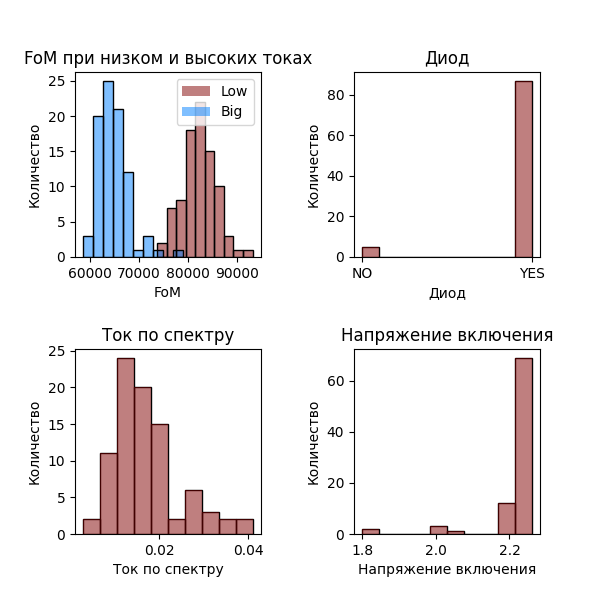 FoM при низком и высоких токах
Количество
25
20
15
10
5
0
Low
Big
60000 70000 80000 90000
FoM
Диод
Количество
80
60
40
20
0
NO YES
Диод
Ток по спектру
Количество
25
20
15
10
5
0
0.02 0.04
Ток по спектру
Напряжение включения
Количество
60
40
20
0
1.8 2.0 2.2
Напряжение включения